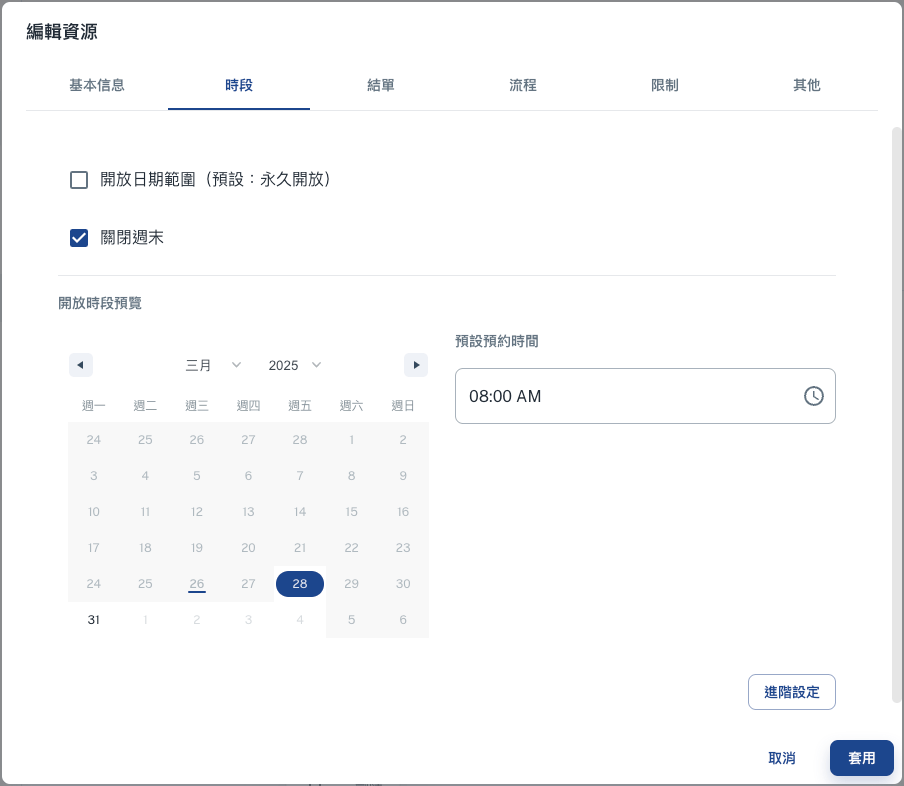 編輯資源
基本信息 時段 結單 流程 限制 其他
開放日期範圍（預設：永久開放）
關閉週末
開放時段預覽
預設預約時間
三月 2025
08:00 AM
週一 週二 週三 週四 週五 週六 週日
24 25 26 27 28 1 2
3 4 5 6 7 8 9
10 11 12 13 14 15 16
17 18 19 20 21 22 23
24 25 26 27 28 29 30
31 1 2 3 4 5 6
進階設定
取消 套用